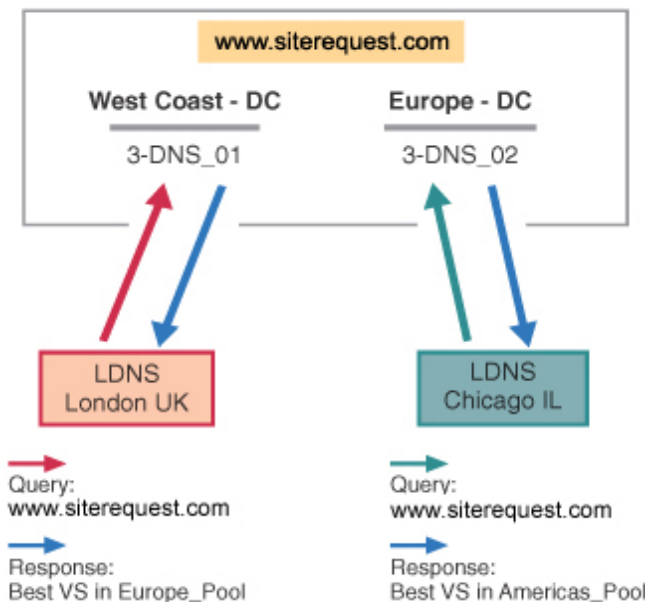 www.siterequest.com
West Coast - DC
Europe - DC
3-DNS_01
3-DNS_02
LDNS
London UK
LDNS
Chicago IL
Query:
www.siterequest.com
Response:
Best VS in Europe_Pool
Query:
www.siterequest.com
Response:
Best VS in Americas_Pool